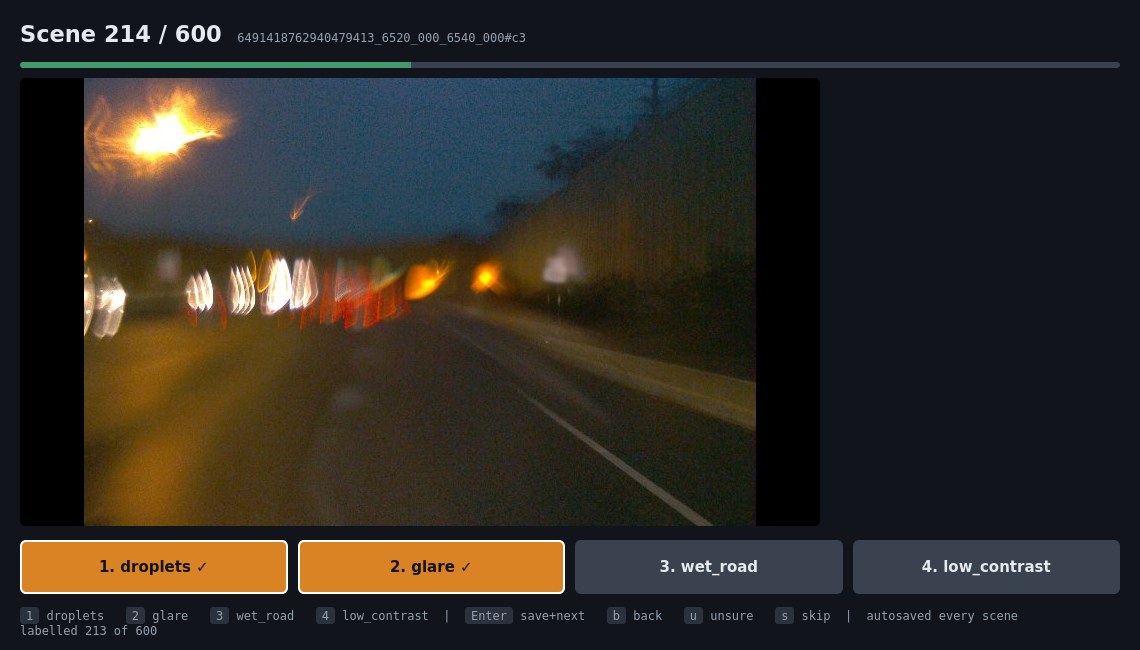 Scene 214 / 600 6491418762940479413_6520_000_6540_000#c3
1. droplets ✓
2. glare ✓
3. wet_road
4. low_contrast
1 droplets 2 glare 3 wet_road 4 low_contrast | Enter save+next b back u unsure s skip | autosaved every scene
labelled 213 of 600